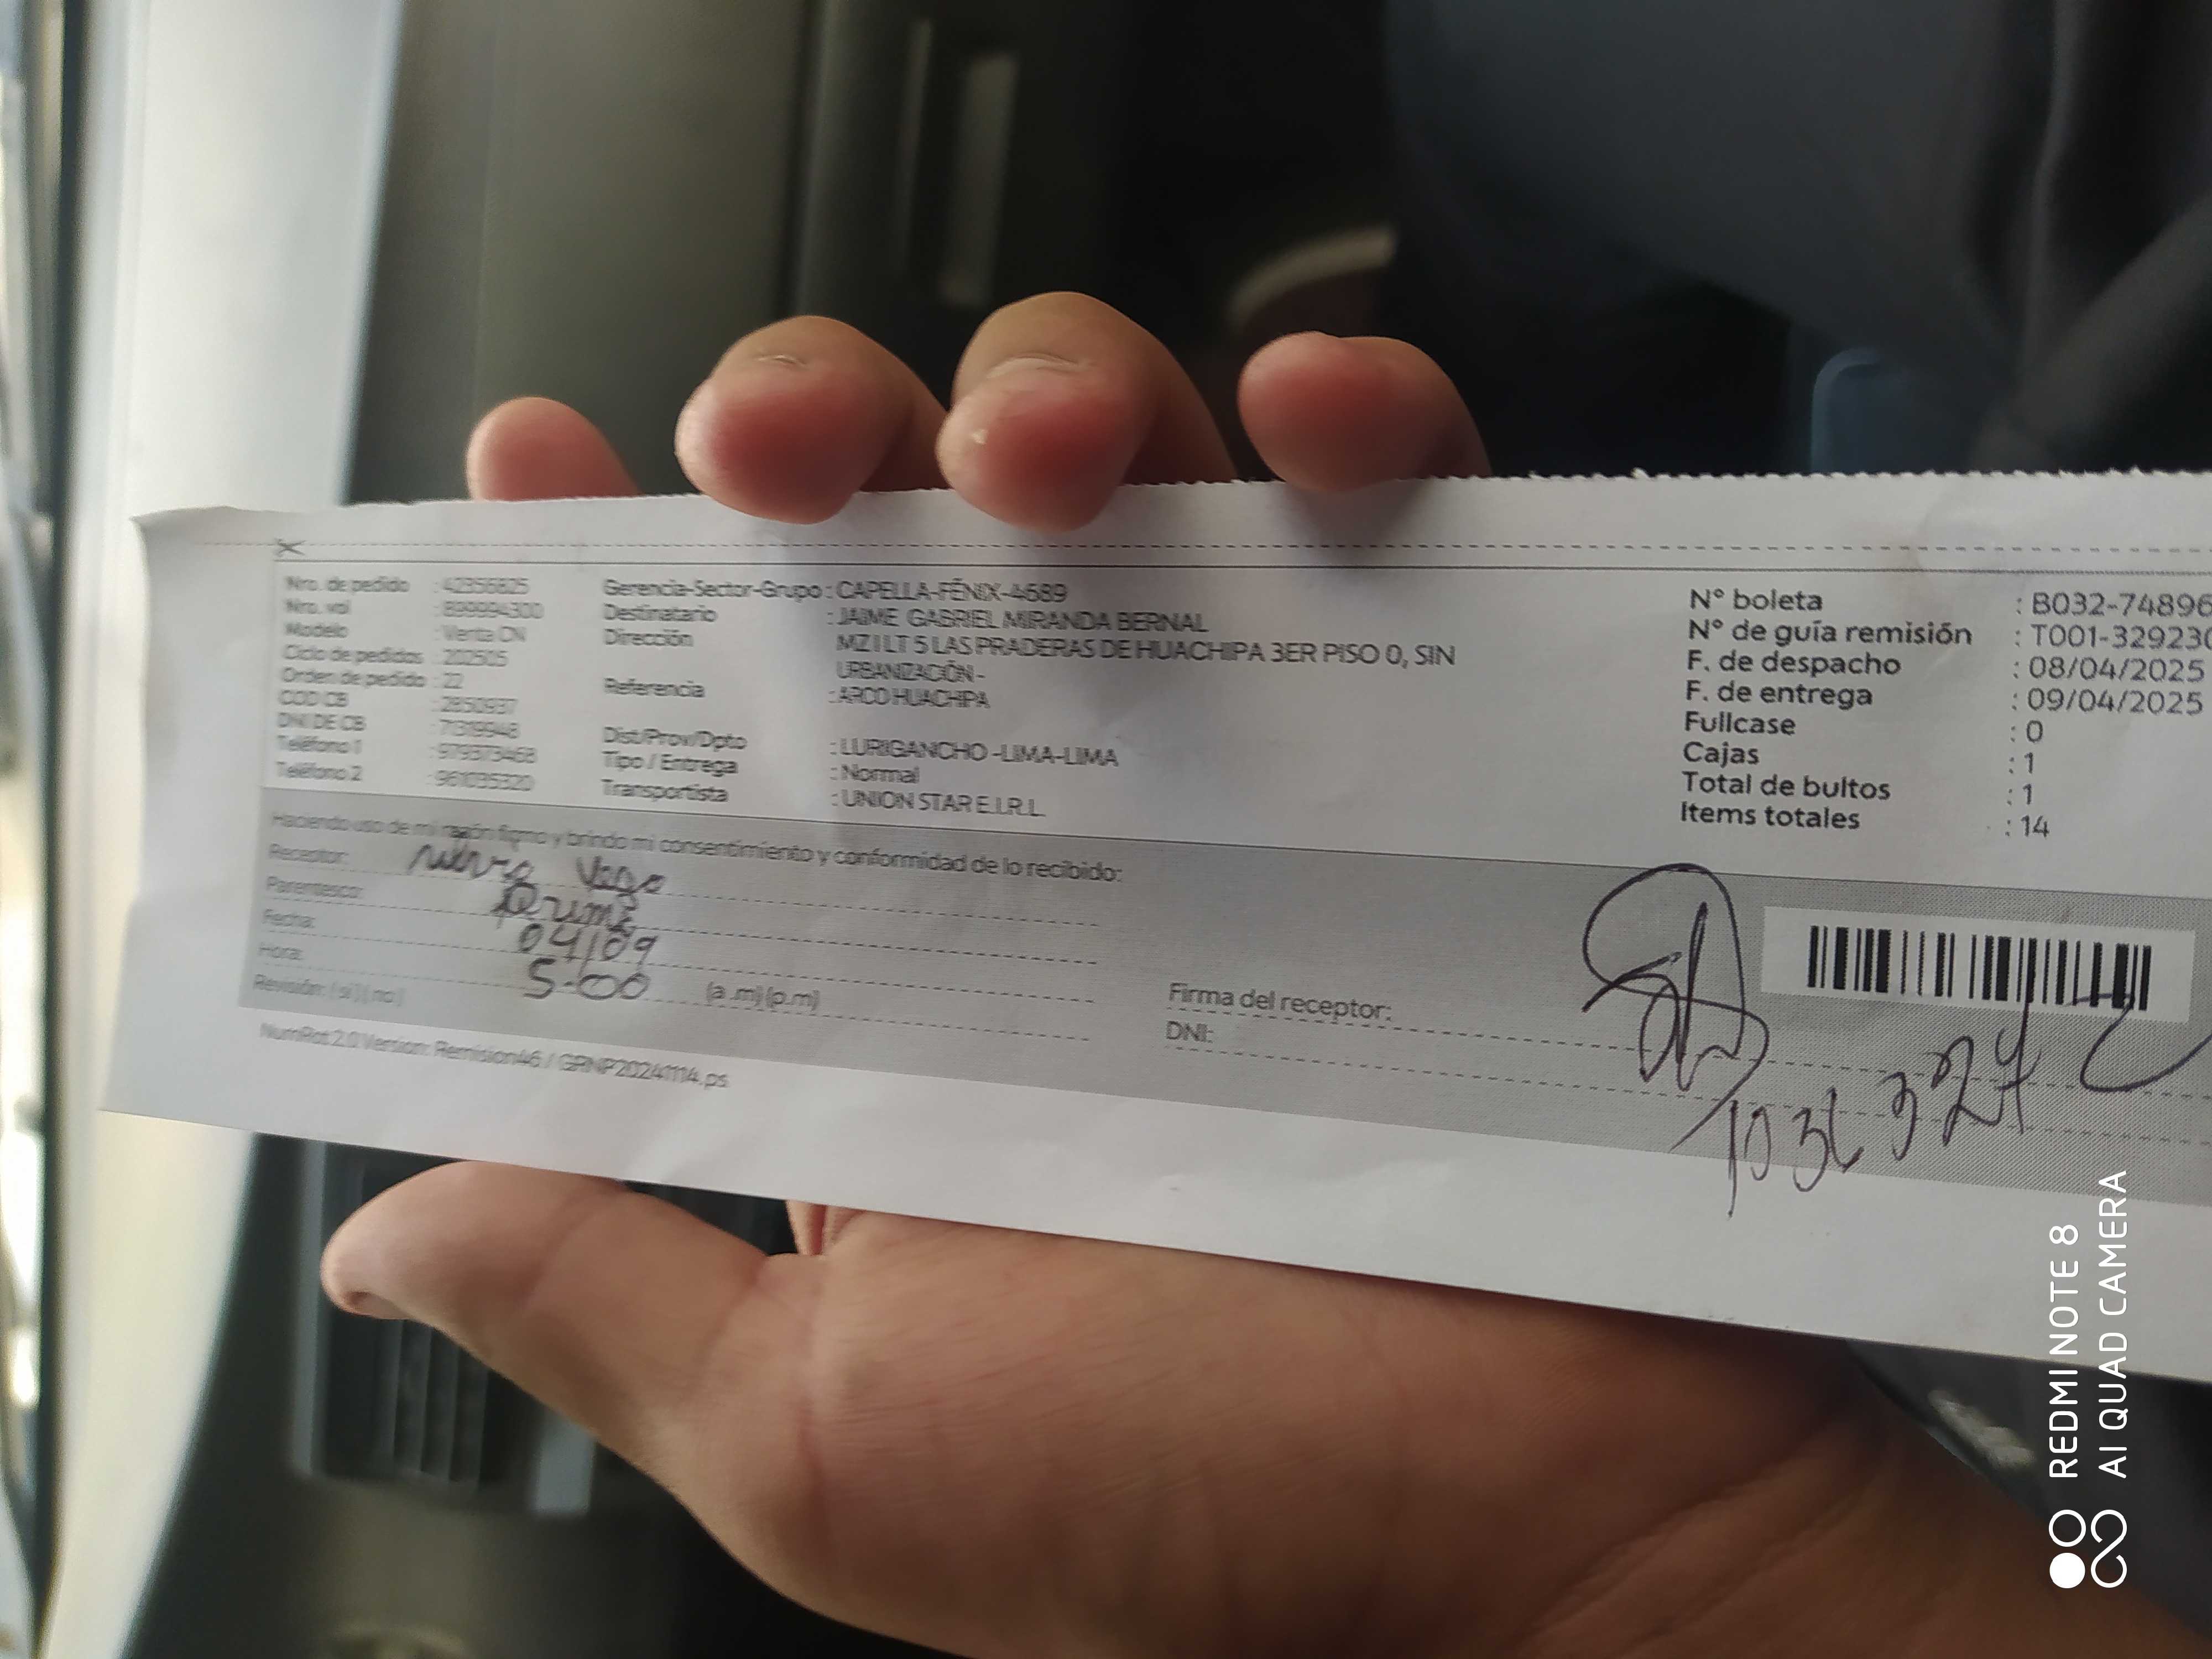 Nro. de pedido : 42356825
Nro. vol : 899994300
Modelo : Venta CN
Ciclo de pedidos : 202505
Orden de pedido : 22
COD CB : 2850937
DNI DE CB : 71319948
Teléfono 1 : 979373468
Teléfono 2 : 961035320
Gerencia-Sector-Grupo : CAPELLA-FÉNIX-4689
Destinatario : JAIME GABRIEL MIRANDA BERNAL
Dirección MZ I LT 5 LAS PRADERAS DE HUACHIPA 3ER PISO 0, SIN
URBANIZACIÓN -
Referencia : ARCO HUACHIPA
Dist/Prov/Dpto : LURIGANCHO -LIMA-LIMA
Tipo / Entrega : Normal
Transportista : UNION STAR E.I.R.L.
N° boleta : B032-74896
N° de guía remisión : T001-329230
F. de despacho : 08/04/2025
F. de entrega : 09/04/2025
Fullcase : 0
Cajas : 1
Total de bultos : 1
Items totales : 14
Haciendo uso de mi razón firmo y brindo mi consentimiento y conformidad de lo recibido:
Receptor: Vega
Parentesco:
Fecha: 04/09
Hora: 5-00 (a .m) (p.m)
Revisión: ( si ) ( no )
Firma del receptor:
DNI:
NumRot 2.0 Version: Remision46 / GRNP20241114.ps
REDMI NOTE 8
AI QUAD CAMERA